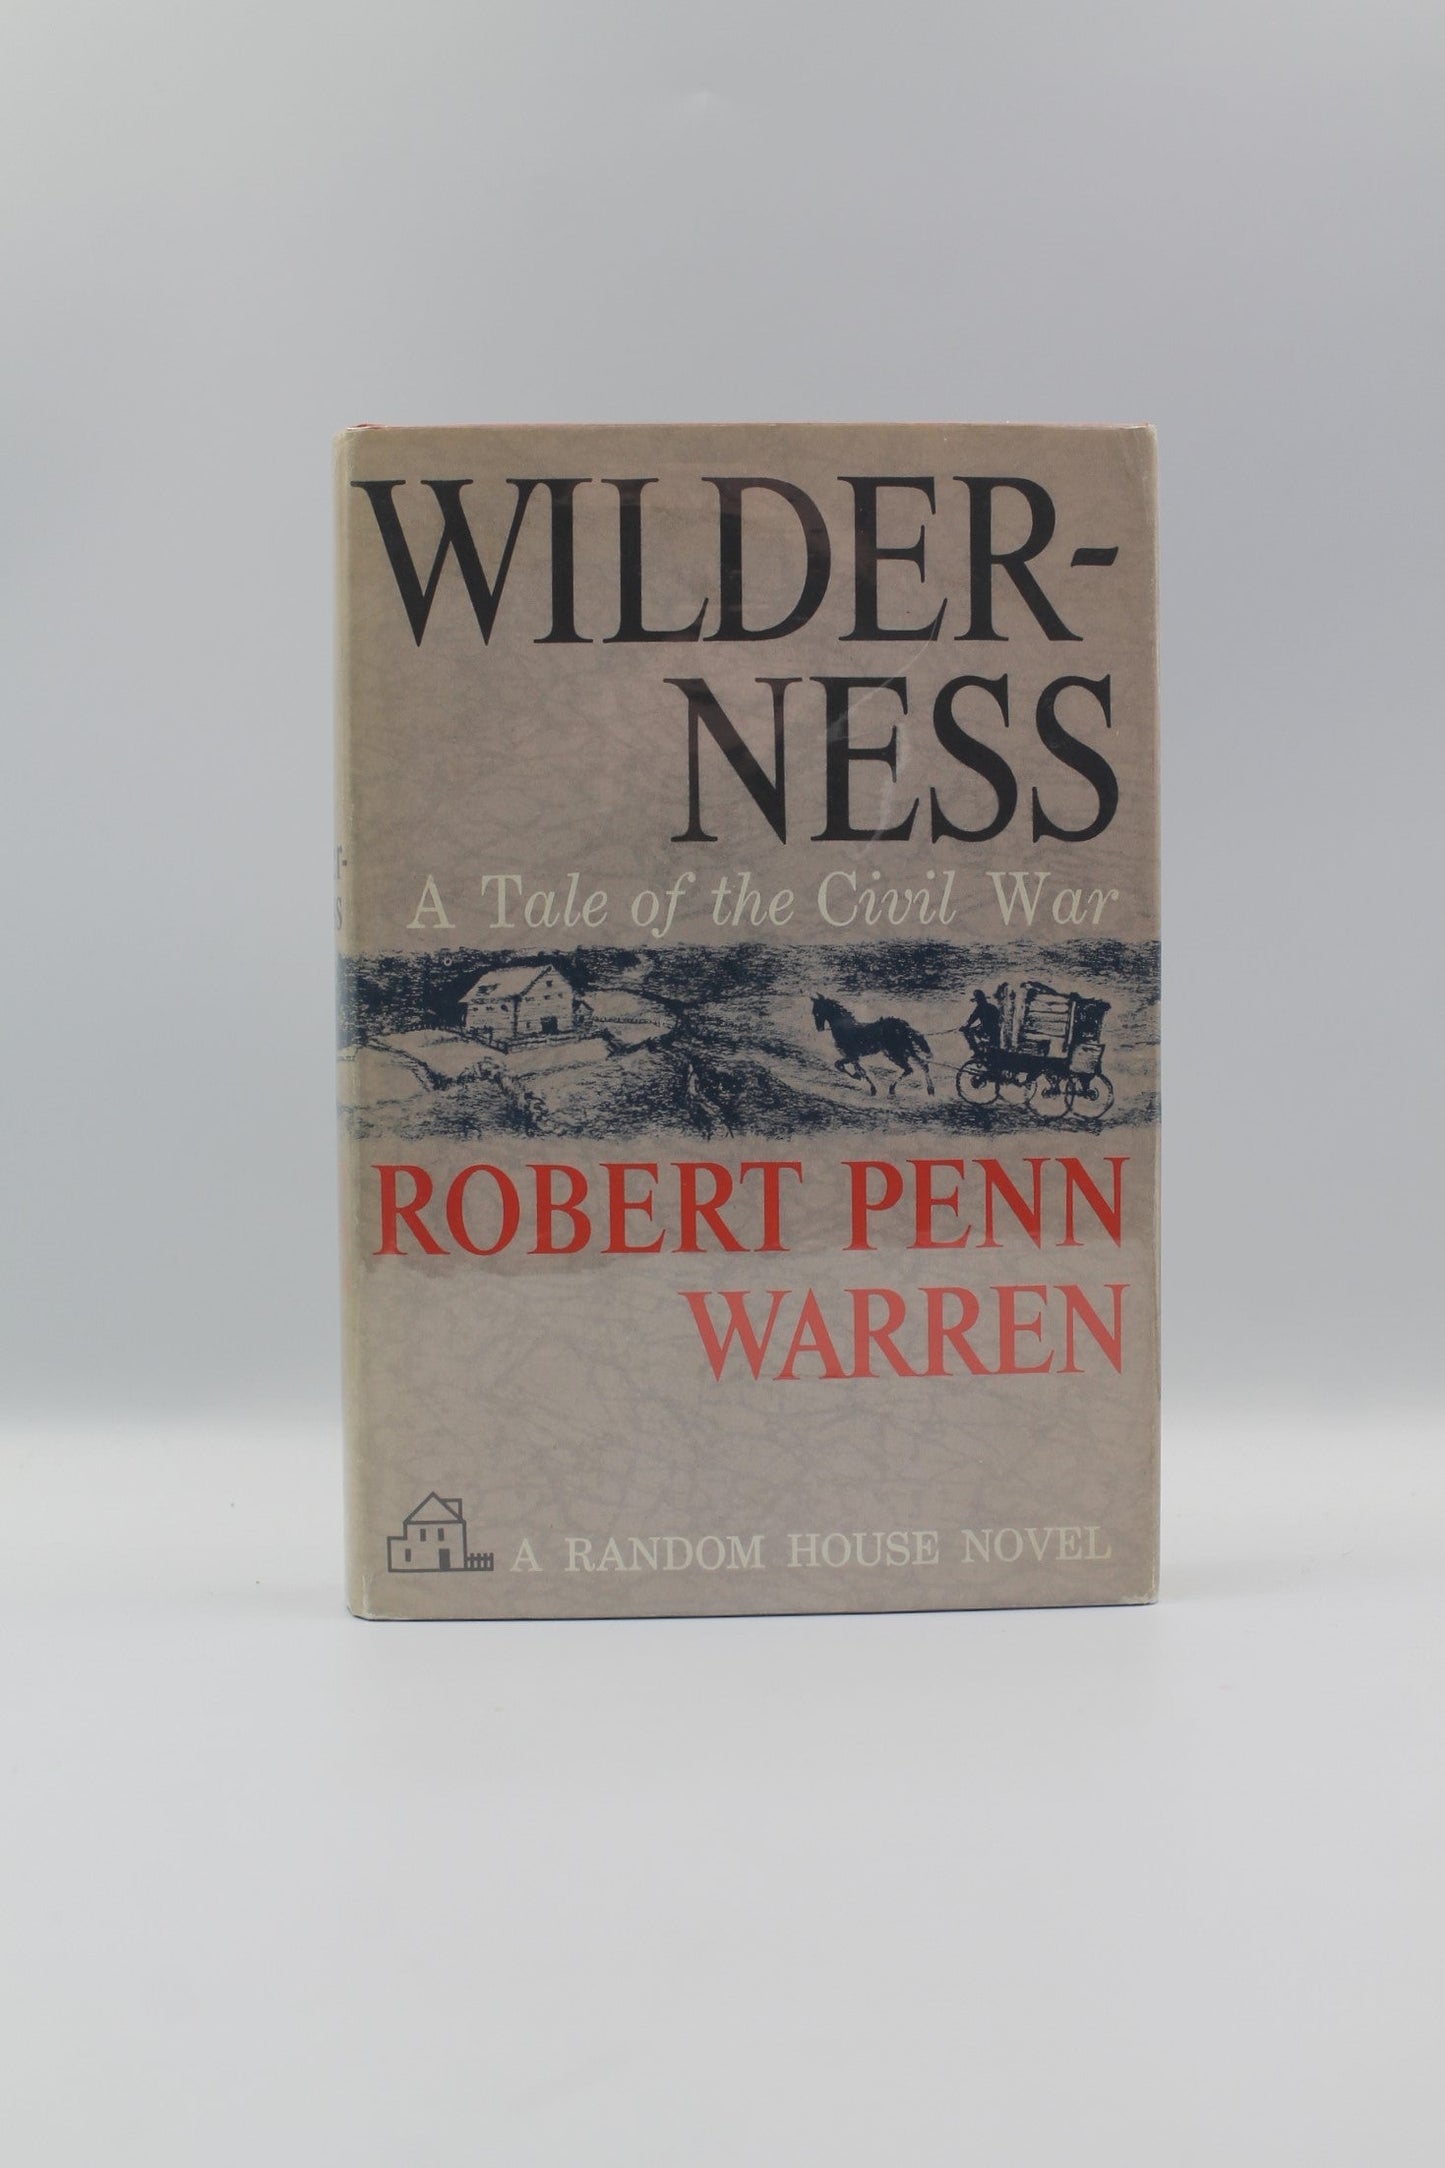 WILDER-
NESS
A Tale of the Civil War
ROBERT PENN
WARREN
A RANDOM HOUSE NOVEL